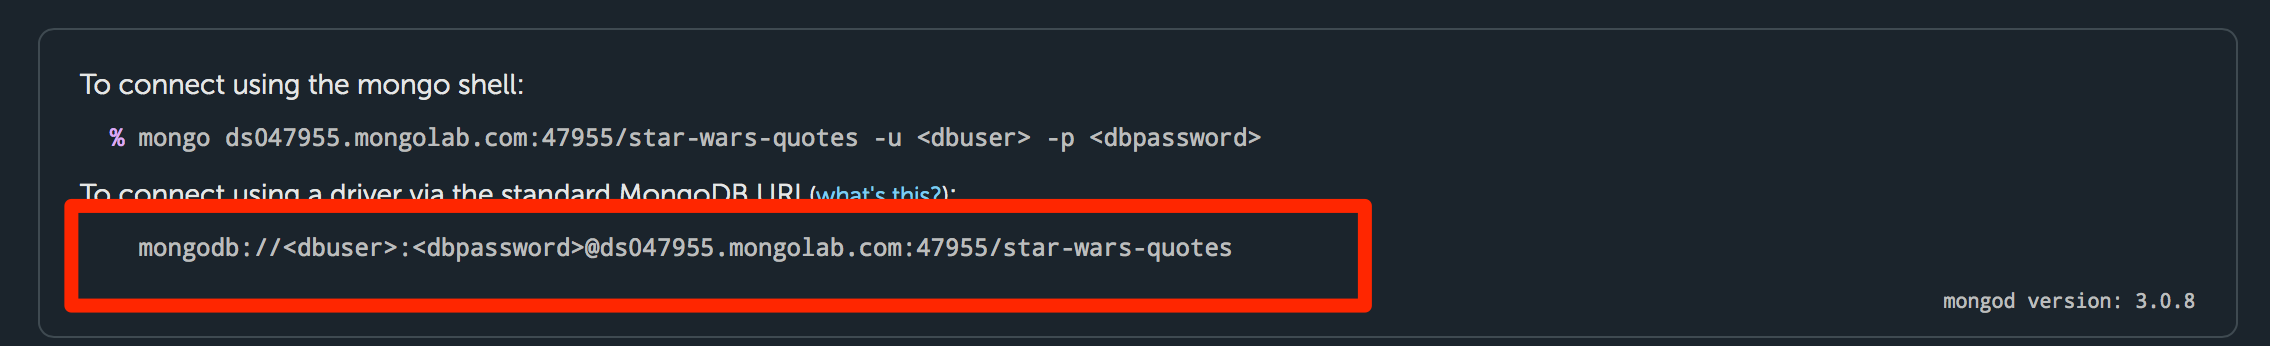 To connect using the mongo shell:
% mongo ds047955.mongolab.com:47955/star-wars-quotes -u <dbuser> -p <dbpassword>
To connect using a driver via the standard MongoDB URI (what's this?):
mongodb://<dbuser>:<dbpassword>@ds047955.mongolab.com:47955/star-wars-quotes
mongod version: 3.0.8